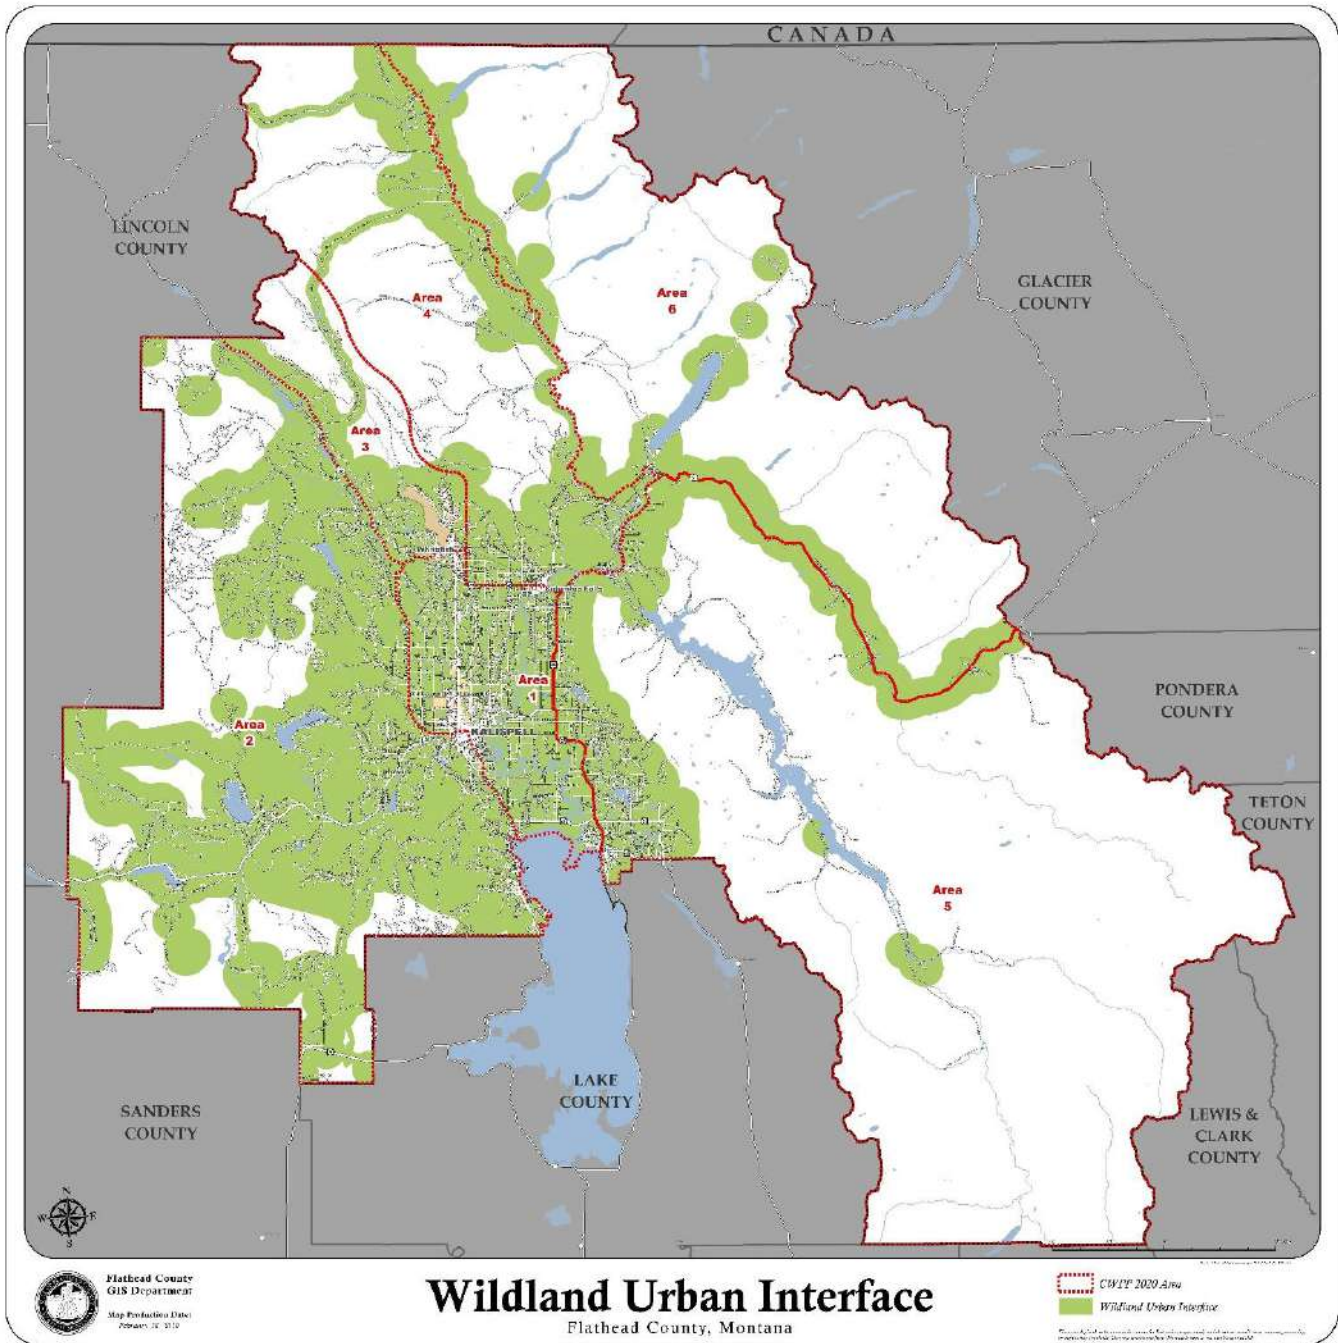 CANADA
LINCOLN
COUNTY
GLACIER
COUNTY
Area
4
Area
6
Area
3
Area
1
KALISPELL
Area
2
PONDERA
COUNTY
TETON
COUNTY
Area
5
LAKE
COUNTY
SANDERS
COUNTY
LEWIS &
CLARK
COUNTY
N
W E
S
Flathead County
GIS Department
Map Production Date:
Wildland Urban Interface
Flathead County, Montana
CWPP 2020 Area
Wildland Urban Interface